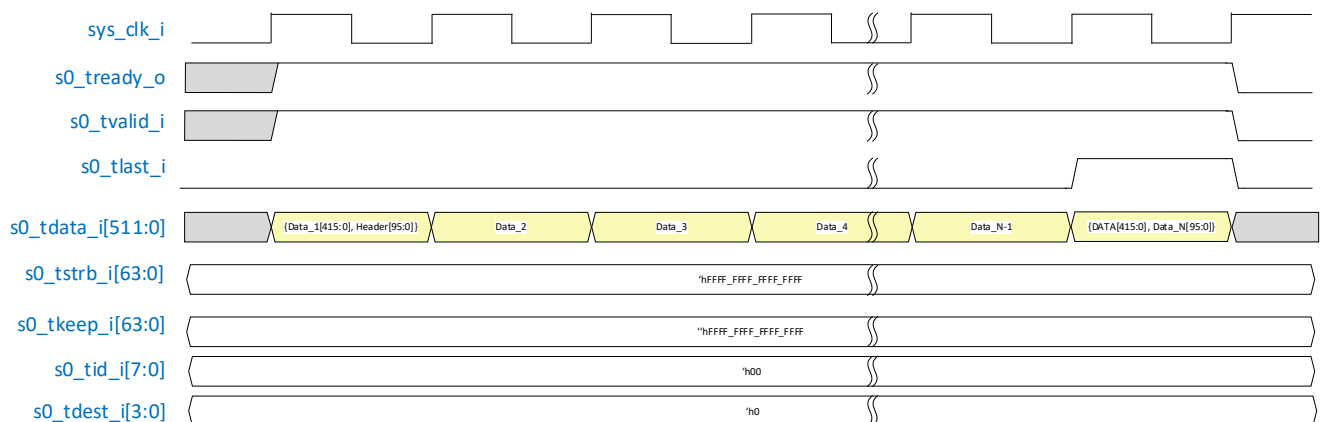 sys_clk_i
s0_tready_o
s0_tvalid_i
s0_tlast_i
s0_tdata_i[511:0] {Data_1[415:0], Header[95:0]} Data_2 Data_3 Data_4 Data_N-1 {DATA[415:0], Data_N[95:0]}
s0_tstrb_i[63:0] 'hFFFF_FFFF_FFFF_FFFF
s0_tkeep_i[63:0] ‘'hFFFF_FFFF_FFFF_FFFF
s0_tid_i[7:0] 'h00
s0_tdest_i[3:0] 'h0